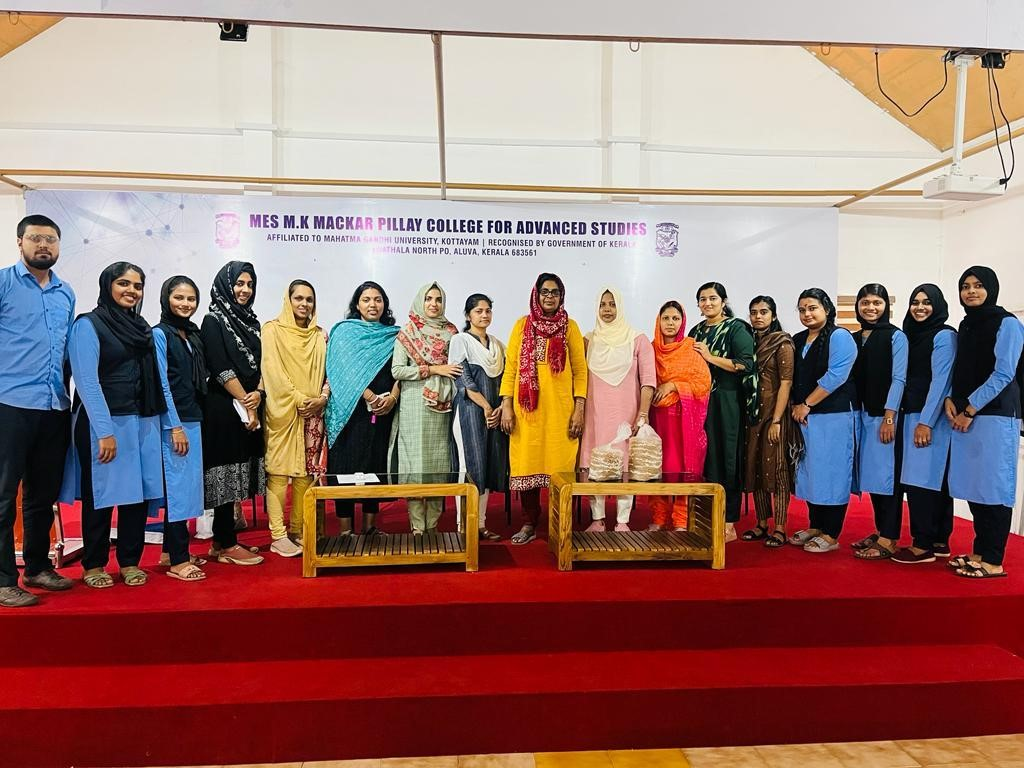 MES M.K MACKAR PILLAY COLLEGE FOR ADVANCED STUDIES
AFFILIATED TO MAHATMA GANDHI UNIVERSITY, KOTTAYAM | RECOGNISED BY GOVERNMENT OF KERALA
NORTH PO, ALUVA, KERALA 683561